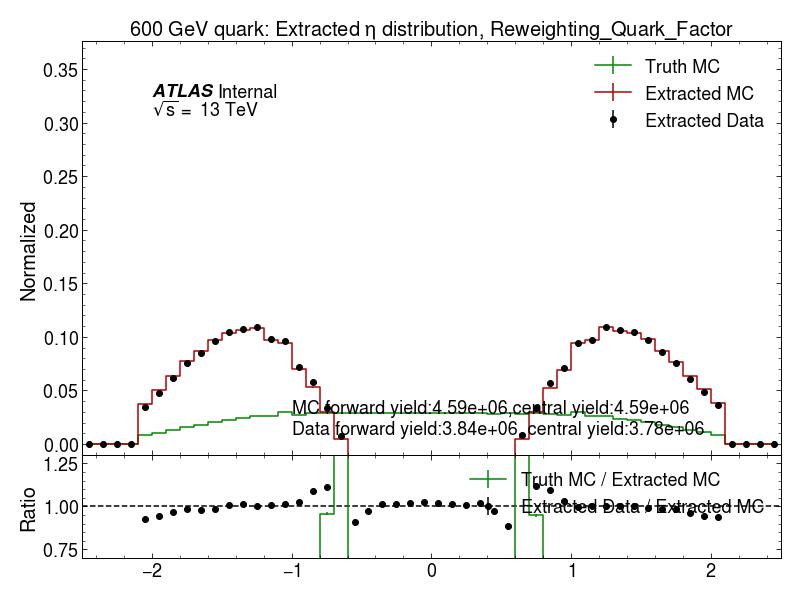 600 GeV quark: Extracted η distribution, Reweighting_Quark_Factor
Normalized
0.35
0.30
0.25
0.20
0.15
0.10
0.05
0.00
ATLAS Internal
√s = 13 TeV
Truth MC
Extracted MC
Extracted Data
MC forward yield:4.59e+06,central yield:4.59e+06
Data forward yield:3.84e+06, central yield:3.78e+06
Ratio
1.25
1.00
0.75
Truth MC / Extracted MC
Extracted Data / Extracted MC
−2
−1
0
1
2